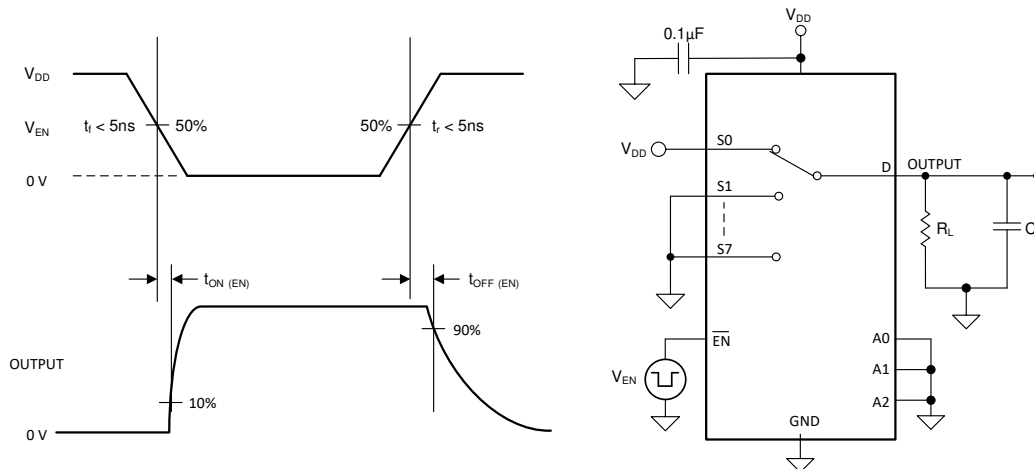 V_DD
V_EN
t_f < 5ns
50%
50%
t_r < 5ns
0 V
t_ON (EN)
t_OFF (EN)
90%
OUTPUT
10%
0 V
V_DD
0.1µF
V_DD
S0
D
OUTPUT
S1
R_L
S7
EN
A0
V_EN
A1
A2
GND